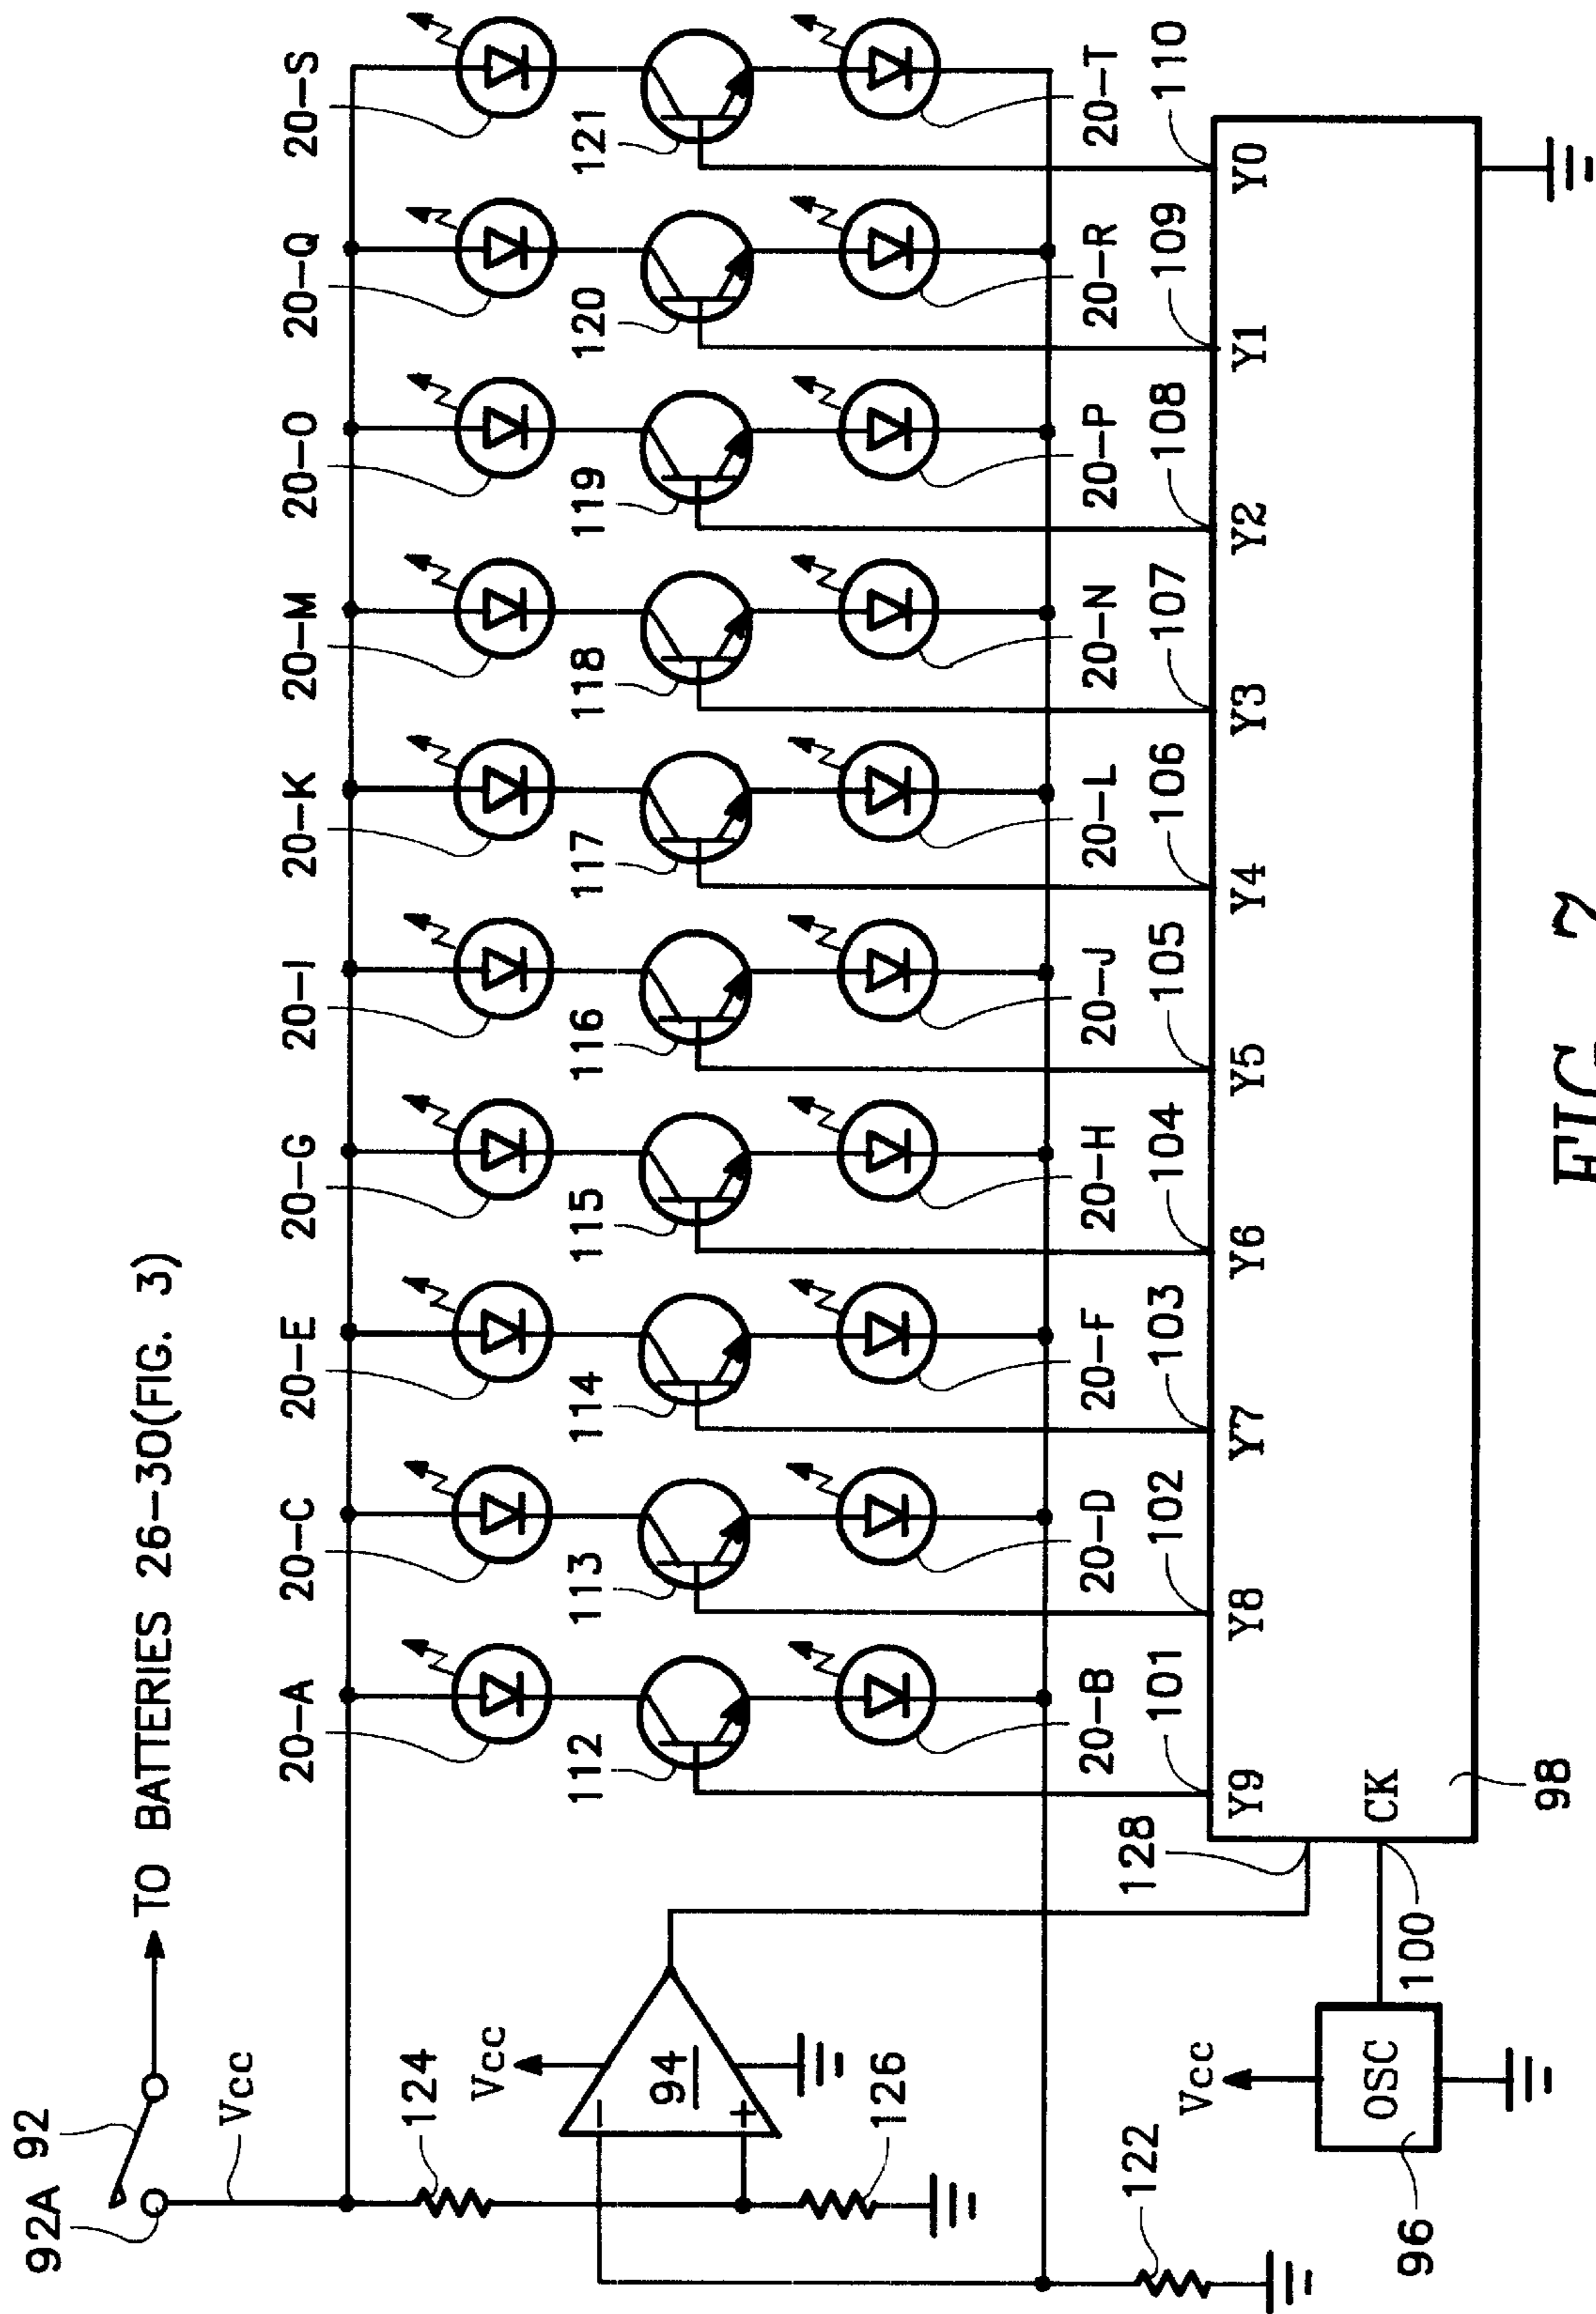 92A 92
TO BATTERIES 26-30(FIG. 3)
Vcc
20-A 20-C 20-E 20-G 20-I 20-K 20-M 20-O 20-Q 20-S
124
112 113 114 115 116 117 118 119 120 121
Vcc
94
-
+
126
20-B 20-D 20-F 20-H 20-J 20-L 20-N 20-P 20-R 20-T
122
128
101 102 103 104 105 106 107 108 109 110
Y9 Y8 Y7 Y6 Y5 Y4 Y3 Y2 Y1 Y0
Vcc
OSC
100
CK
96
98
FIG. 7